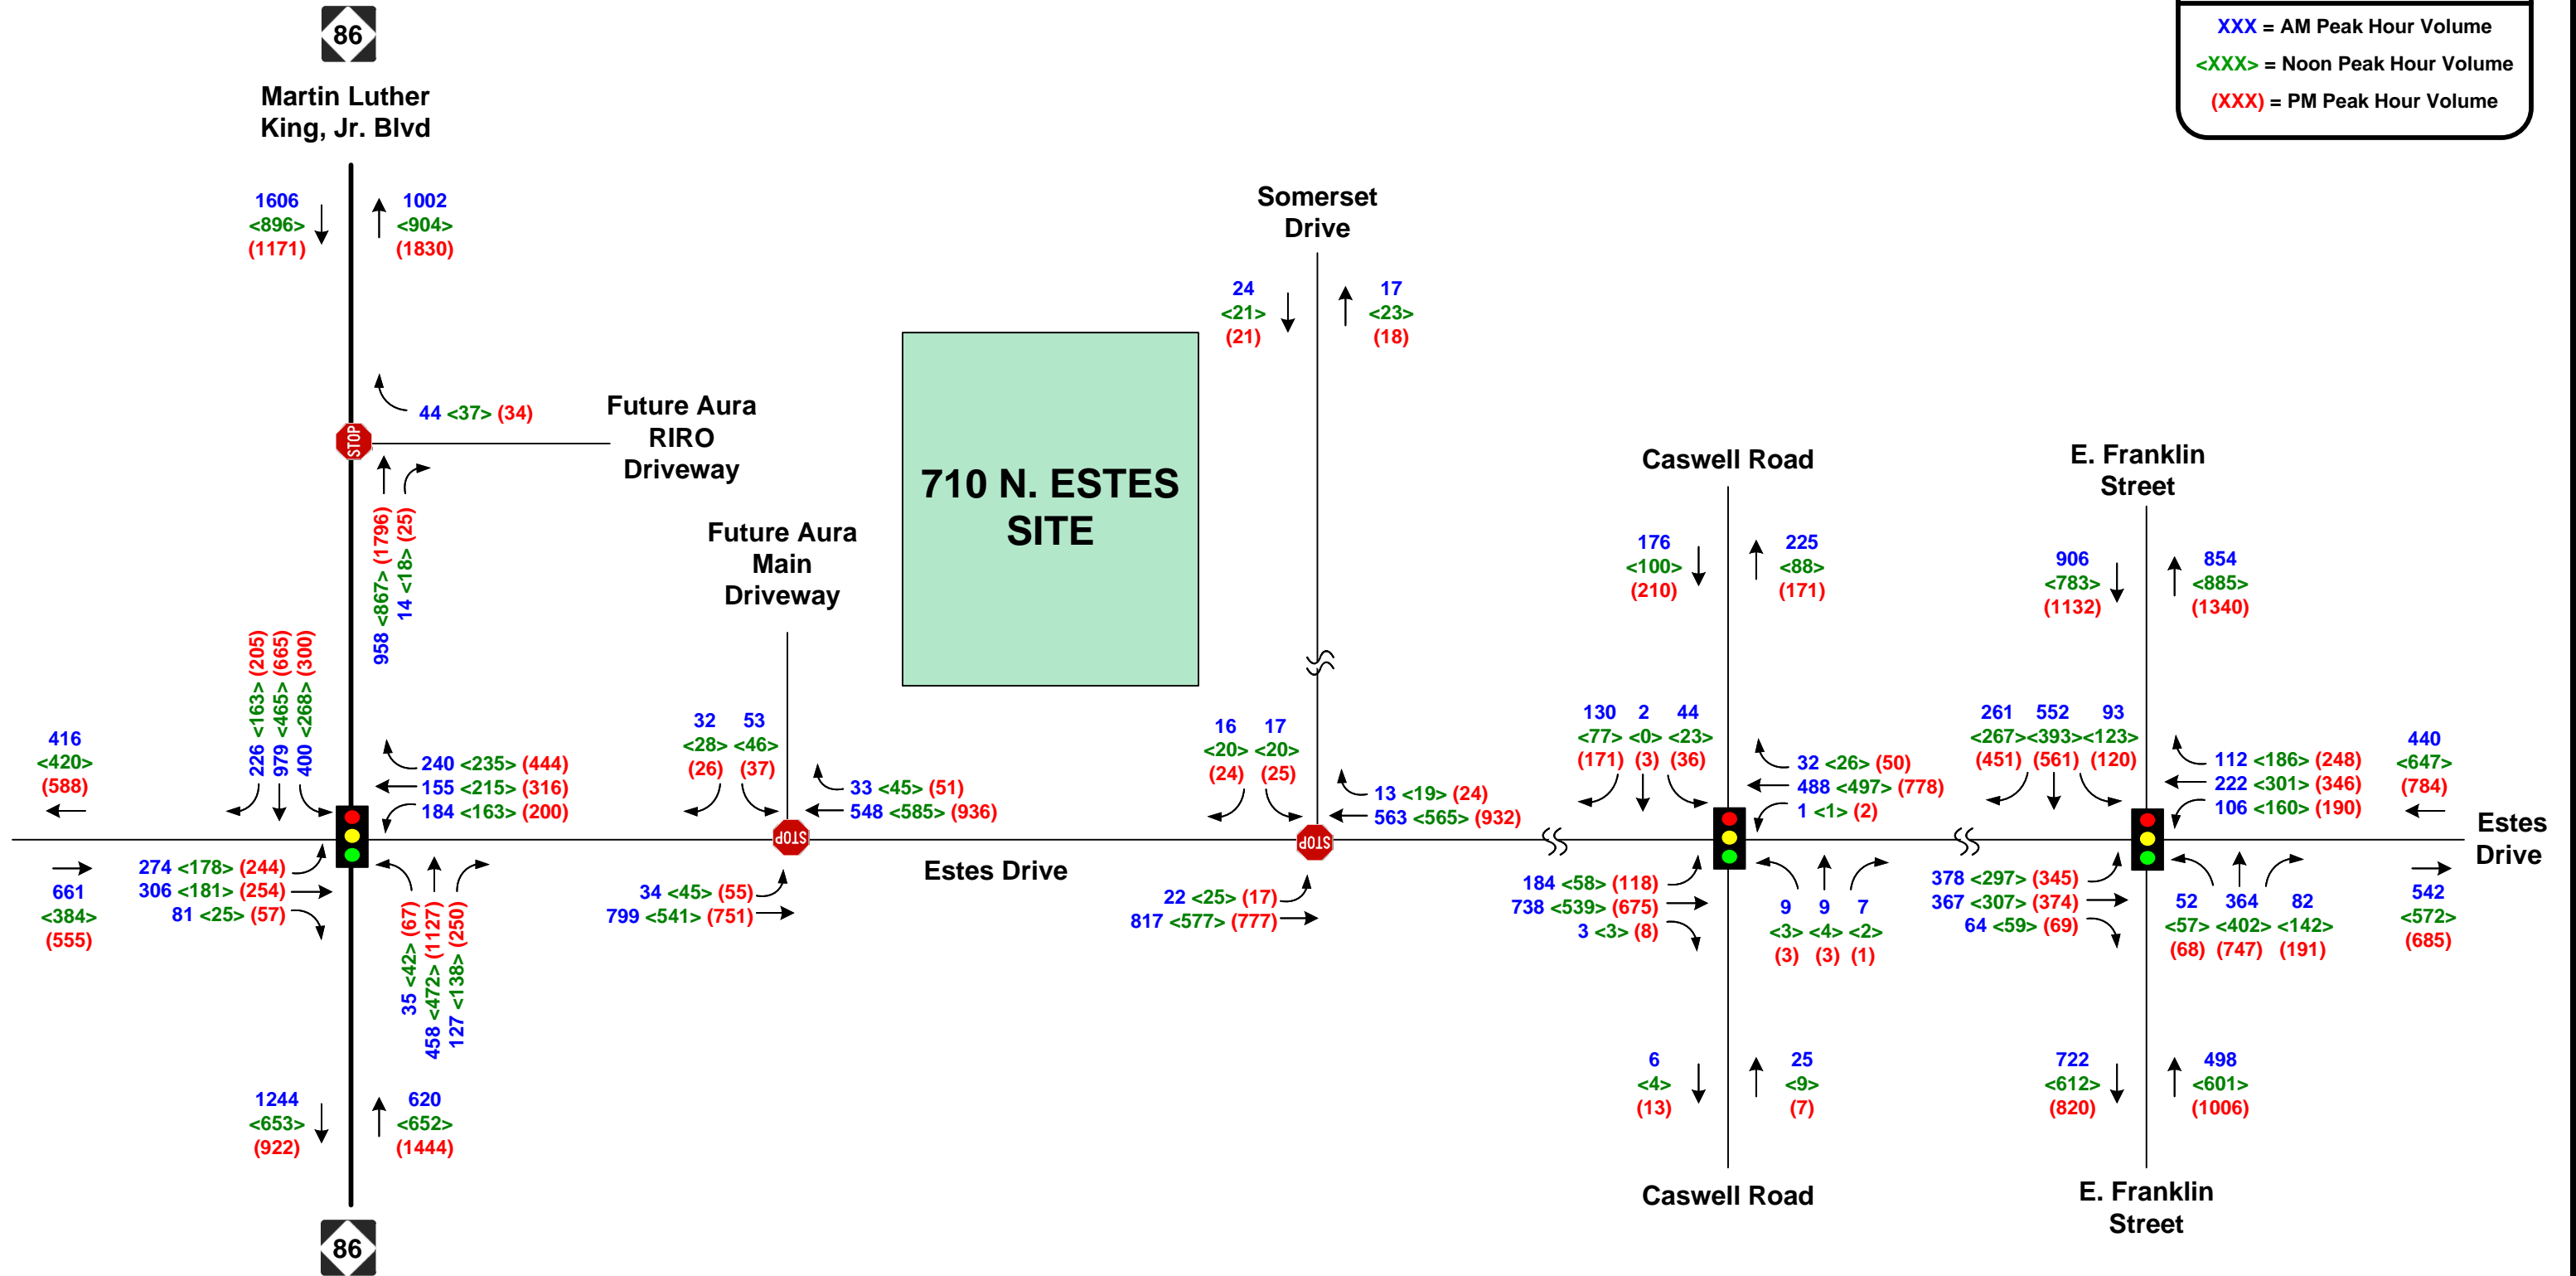 86
XXX = AM Peak Hour Volume
<XXX> = Noon Peak Hour Volume
(XXX) = PM Peak Hour Volume
Martin Luther
King, Jr. Blvd
1606
<896>
(1171)
1002
<904>
(1830)
44 <37> (34)
STOP
Future Aura
RIRO
Driveway
958 <867> (1796)
14 <18> (25)
226 <163> (205)
979 <465> (665)
400 <268> (300)
416
<420>
(588)
661
<384>
(555)
240 <235> (444)
155 <215> (316)
184 <163> (200)
274 <178> (244)
306 <181> (254)
81 <25> (57)
35 <42> (67)
458 <472> (1127)
127 <138> (250)
1244
<653>
(922)
620
<652>
(1444)
86
Future Aura
Main
Driveway
32 53
<28> <46>
(26) (37)
33 <45> (51)
548 <585> (936)
STOP
34 <45> (55)
799 <541> (751)
Estes Drive
710 N. ESTES
SITE
Somerset
Drive
24
<21>
(21)
17
<23>
(18)
16 17
<20> <20>
(24) (25)
13 <19> (24)
563 <565> (932)
STOP
22 <25> (17)
817 <577> (777)
Caswell Road
176
<100>
(210)
225
<88>
(171)
130 2 44
<77> <0> <23>
(171) (3) (36)
32 <26> (50)
488 <497> (778)
1 <1> (2)
184 <58> (118)
738 <539> (675)
3 <3> (8)
9 9 7
<3> <4> <2>
(3) (3) (1)
6
<4>
(13)
25
<9>
(7)
Caswell Road
E. Franklin
Street
906
<783>
(1132)
854
<885>
(1340)
261 552 93
<267><393><123>
(451) (561) (120)
112 <186> (248)
222 <301> (346)
106 <160> (190)
440
<647>
(784)
Estes
Drive
378 <297> (345)
367 <307> (374)
64 <59> (69)
52 364 82
<57> <402> <142>
(68) (747) (191)
542
<572>
(685)
722
<612>
(820)
498
<601>
(1006)
E. Franklin
Street